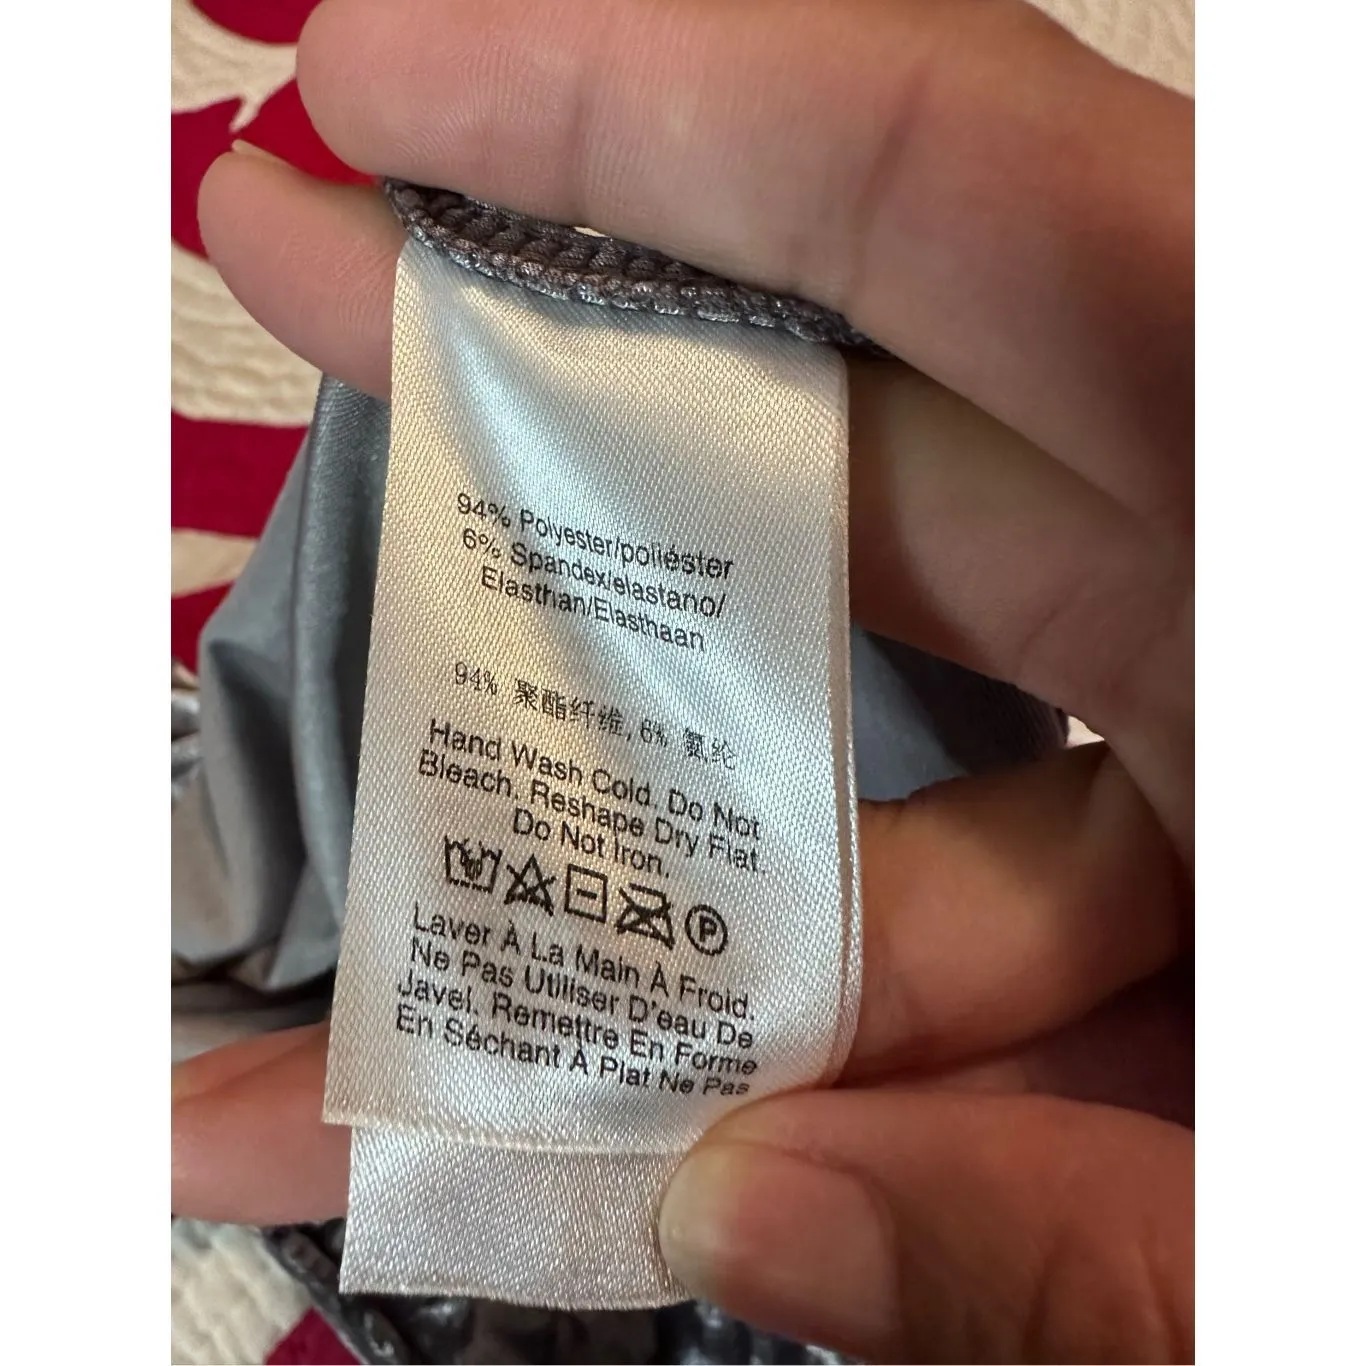 94% Polyester/poliéster
6% Spandex/elastano/
Elasthan/Elasthaan
94% 聚酯纤维,6% 氨纶
Hand Wash Cold. Do Not
Bleach. Reshape Dry Flat.
Do Not Iron.
P
Laver À La Main À Froid.
Ne Pas Utiliser D'eau De
Javel. Remettre En Forme
En Séchant À Plat Ne Pas